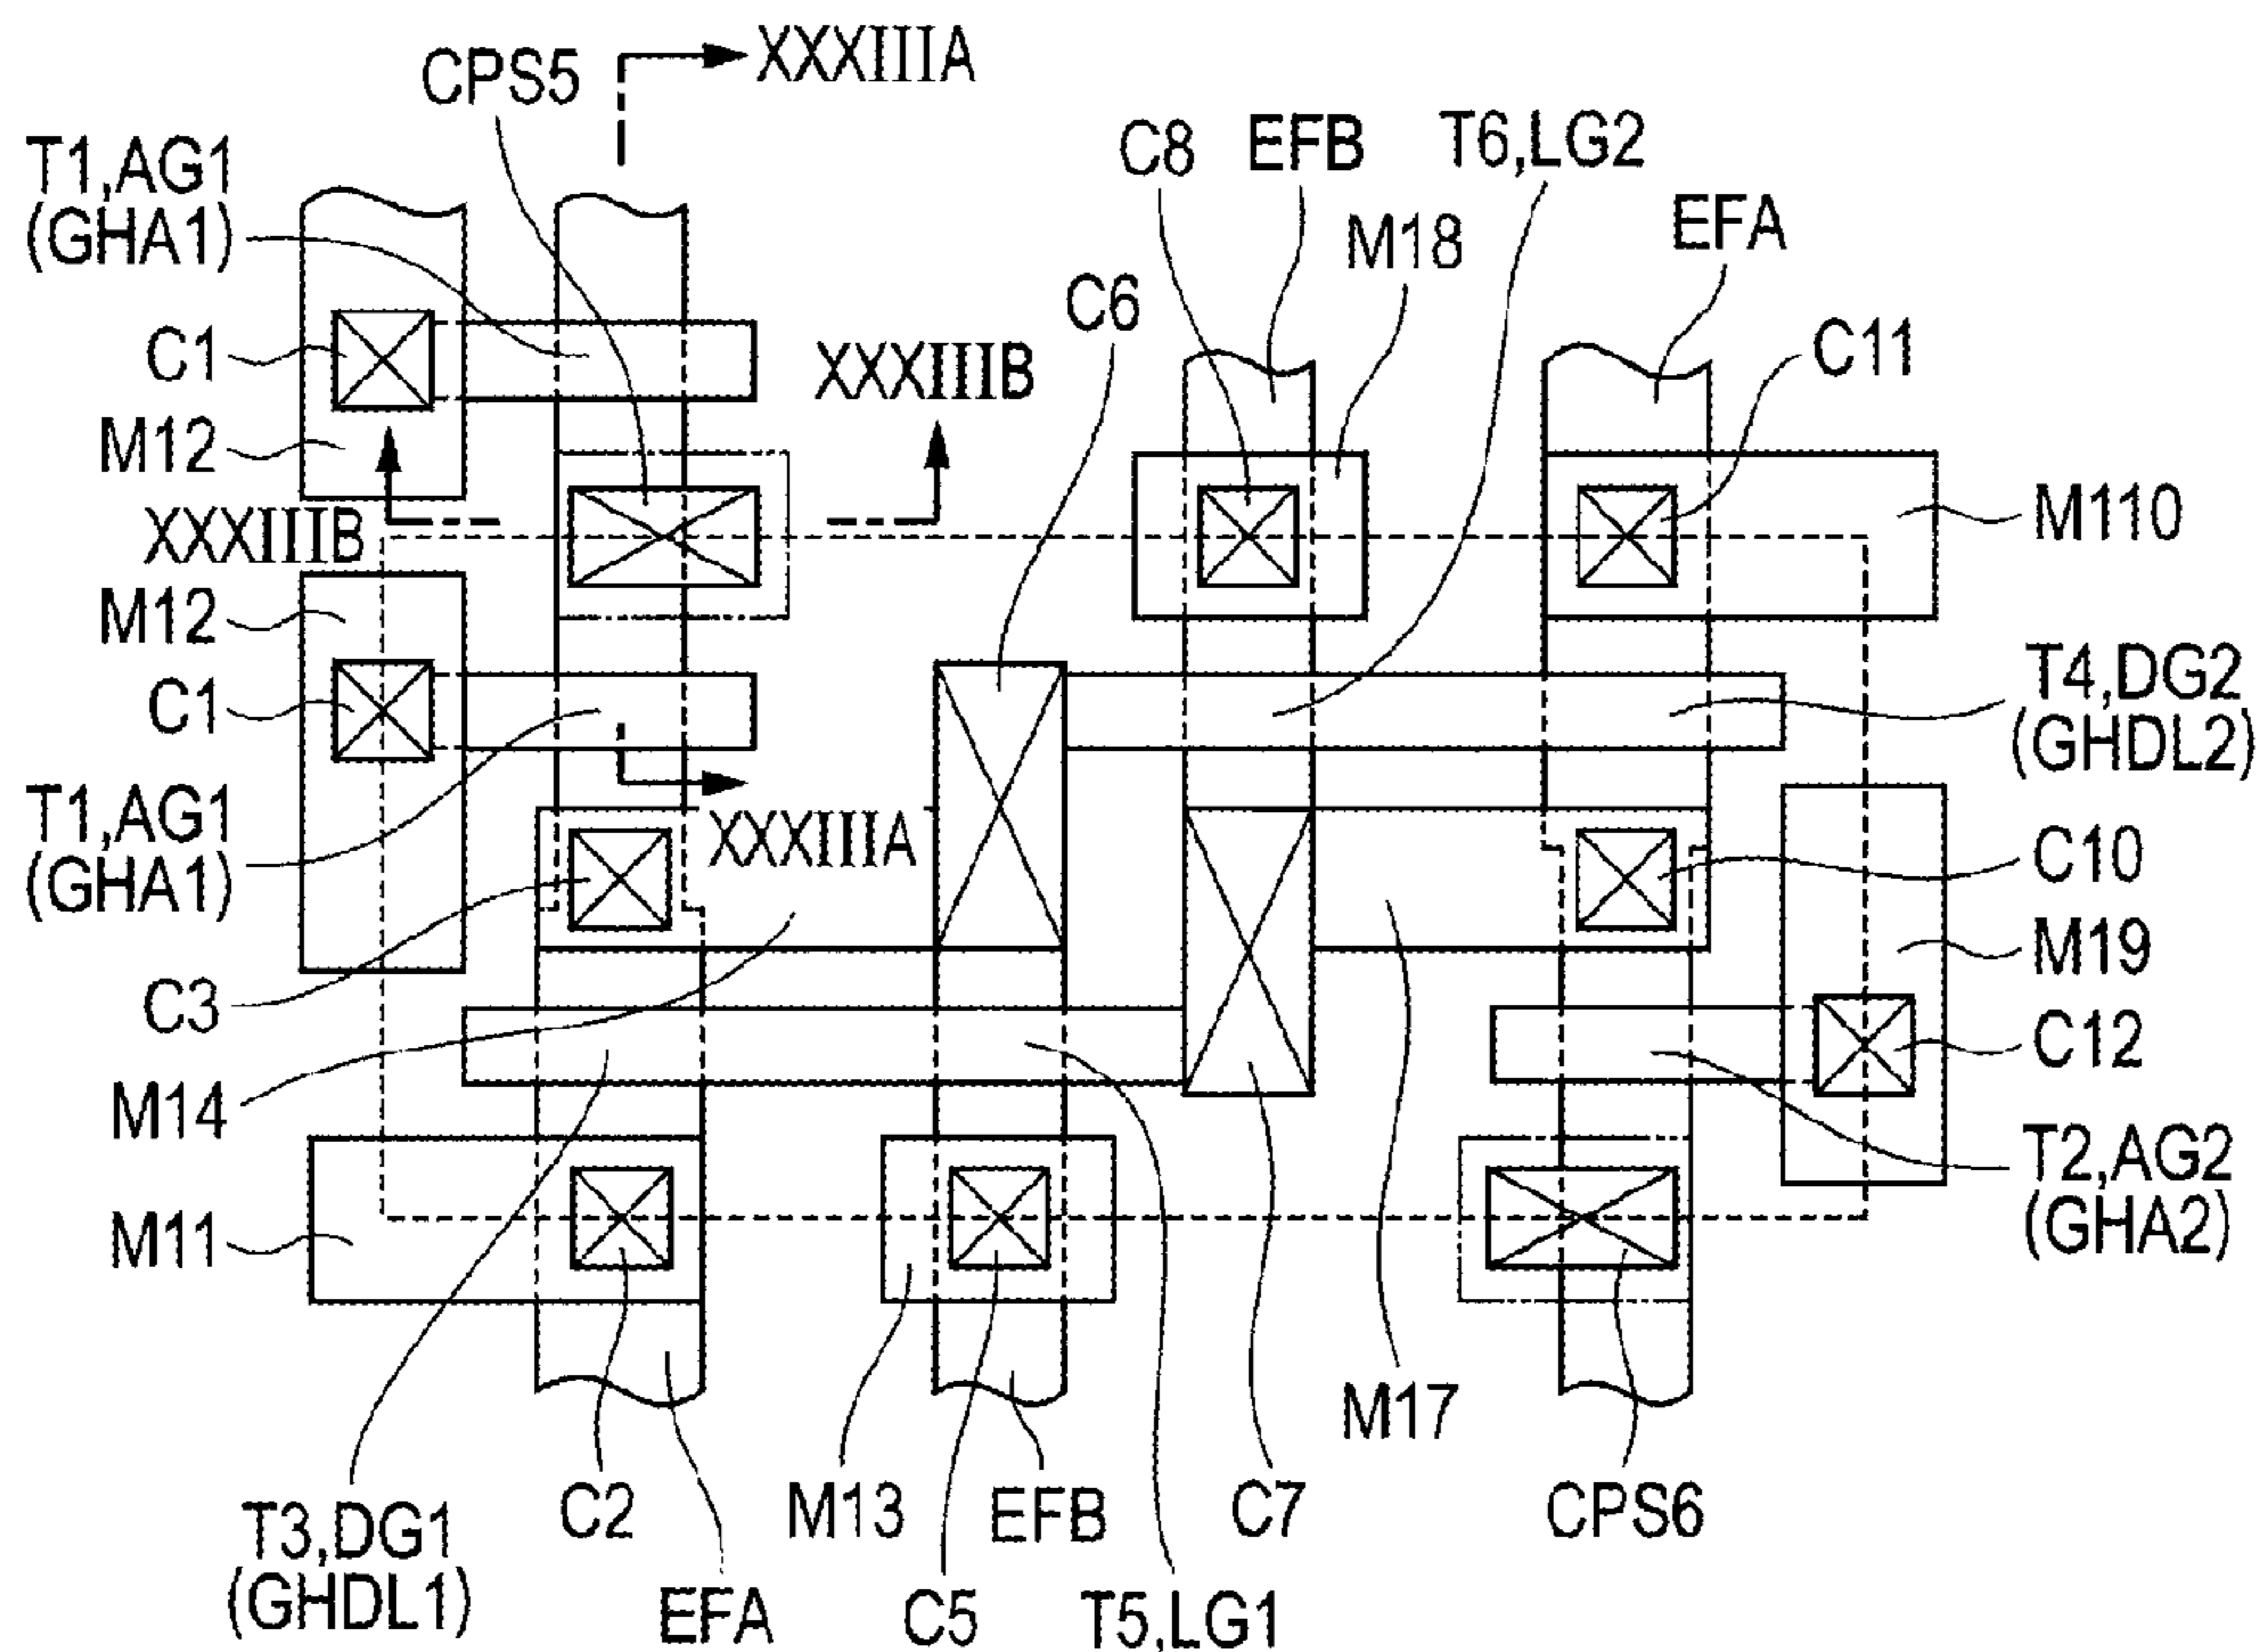 XXXIIIA
CPS5
C8 EFB T6,LG2
T1,AG1
(GHA1)
EFA
M18
C6
C1
C11
XXXIIIB
M12
M110
XXXIIIB
M12
C1
T4,DG2
(GHDL2)
T1,AG1
(GHA1)
XXXIIIA
C10
M19
C3
C12
M14
T2,AG2
(GHA2)
M11
M17
C2 M13 EFB C7 CPS6
T3,DG1
(GHDL1)
EFA C5 T5,LG1